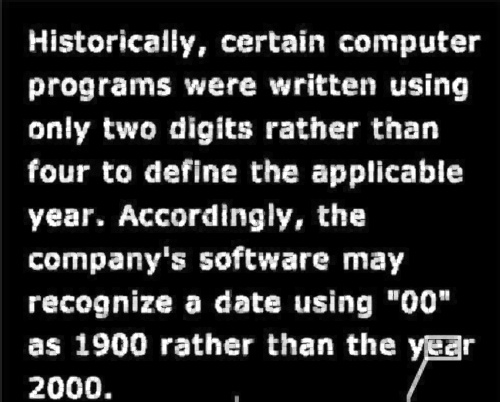 Historically, certain computer
programs were written using
only two digits rather than
four to define the applicable
year. Accordingly, the
company's software may
recognize a date using "00"
as 1900 rather than the year
2000.